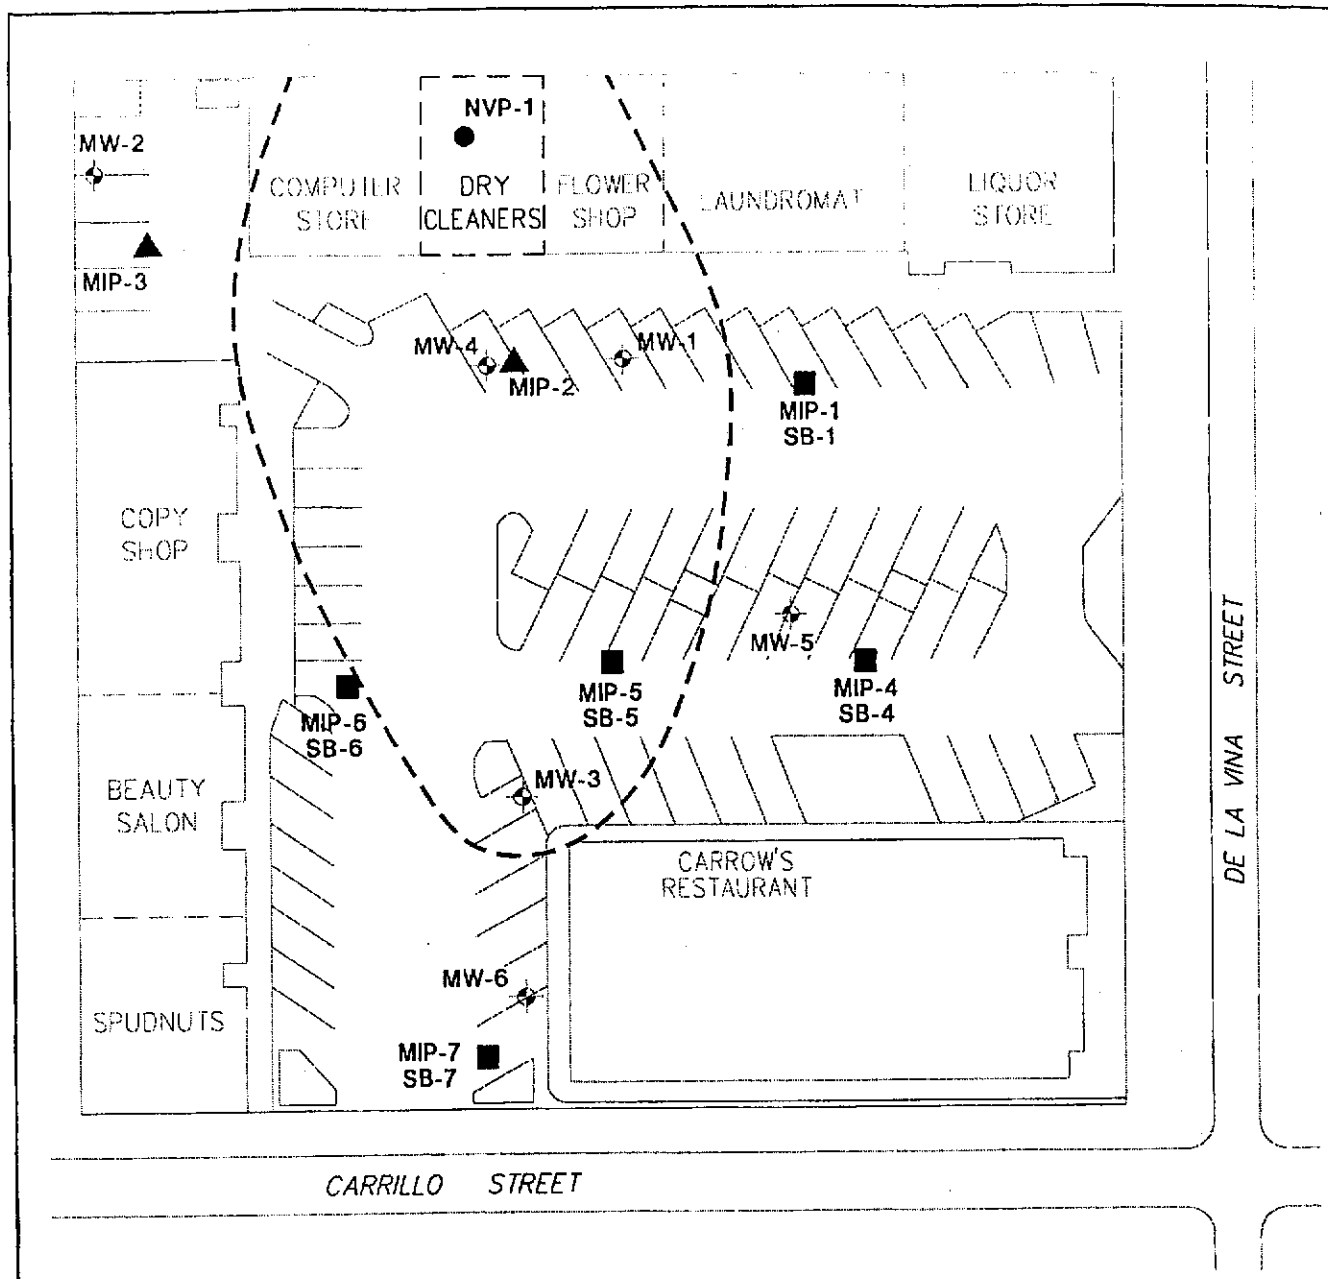 NVP-1
MW-2
COMPUTER
STORE
DRY
CLEANERS
FLOWER
SHOP
LAUNDROMAT
LIQUOR
STORE
MIP-3
MW-4
MIP-2
MW-1
MIP-1
SB-1
COPY
SHOP
MW-5
MIP-5
SB-5
MIP-4
SB-4
MIP-6
SB-6
DE LA VINA STREET
BEAUTY
SALON
MW-3
CARROW'S
RESTAURANT
MW-6
SPUDNUTS
MIP-7
SB-7
CARRILLO STREET